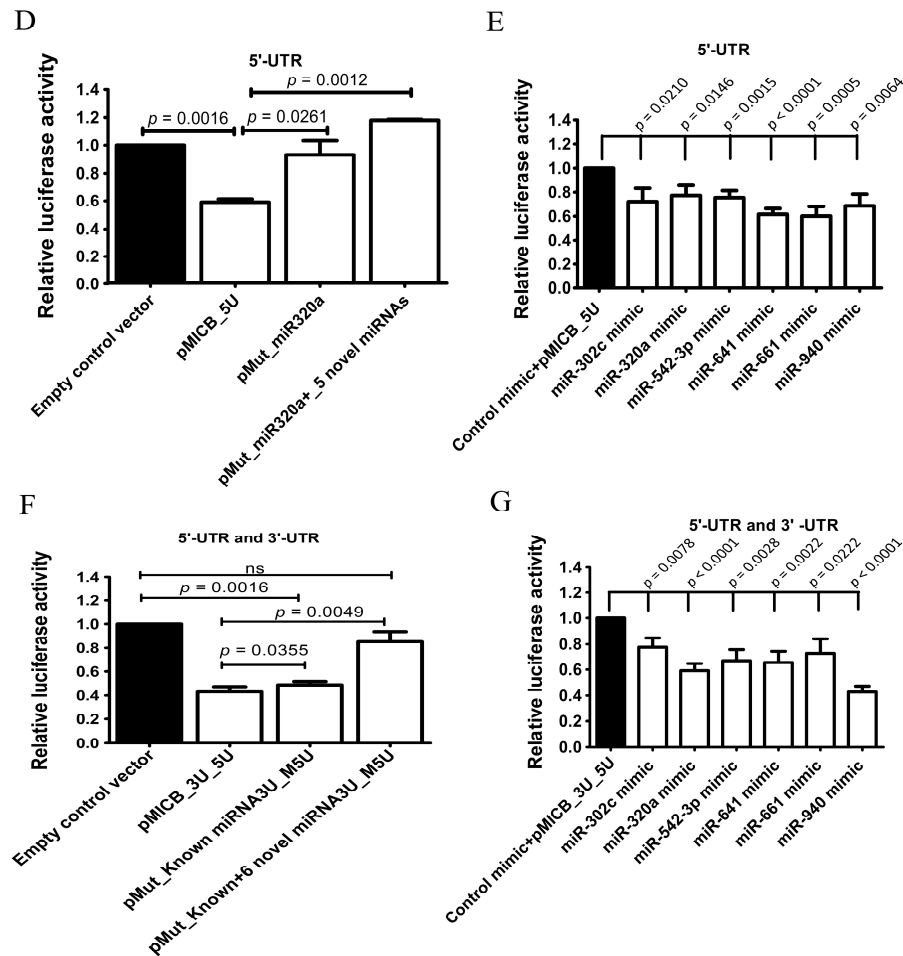 D
5'-UTR
Relative luciferase activity
1.4
1.2
1.0
0.8
0.6
0.4
0.2
0.0
p = 0.0012
p = 0.0016
p = 0.0261
Empty control vector
pMICB_5U
pMut_miR320a
pMut_miR320a+_5 novel miRNAs
E
5'-UTR
Relative luciferase activity
1.4
1.2
1.0
0.8
0.6
0.4
0.2
0.0
p = 0.0210
p = 0.0146
p = 0.0015
p < 0.0001
p = 0.0005
p = 0.0064
Control mimic+pMICB_5U
miR-302c mimic
miR-320a mimic
miR-542-3p mimic
miR-641 mimic
miR-661 mimic
miR-940 mimic
F
5'-UTR and 3'-UTR
Relative luciferase activity
1.4
1.2
1.0
0.8
0.6
0.4
0.2
0.0
ns
p = 0.0016
p = 0.0049
p = 0.0355
Empty control vector
pMICB_3U_5U
pMut_Known miRNA3U_M5U
pMut_Known+6 novel miRNA3U_M5U
G
5'-UTR and 3' -UTR
Relative luciferase activity
1.4
1.2
1.0
0.8
0.6
0.4
0.2
0.0
p = 0.0078
p < 0.0001
p = 0.0028
p = 0.0022
p = 0.0222
p < 0.0001
Control mimic+pMICB_3U_5U
miR-302c mimic
miR-320a mimic
miR-542-3p mimic
miR-641 mimic
miR-661 mimic
miR-940 mimic